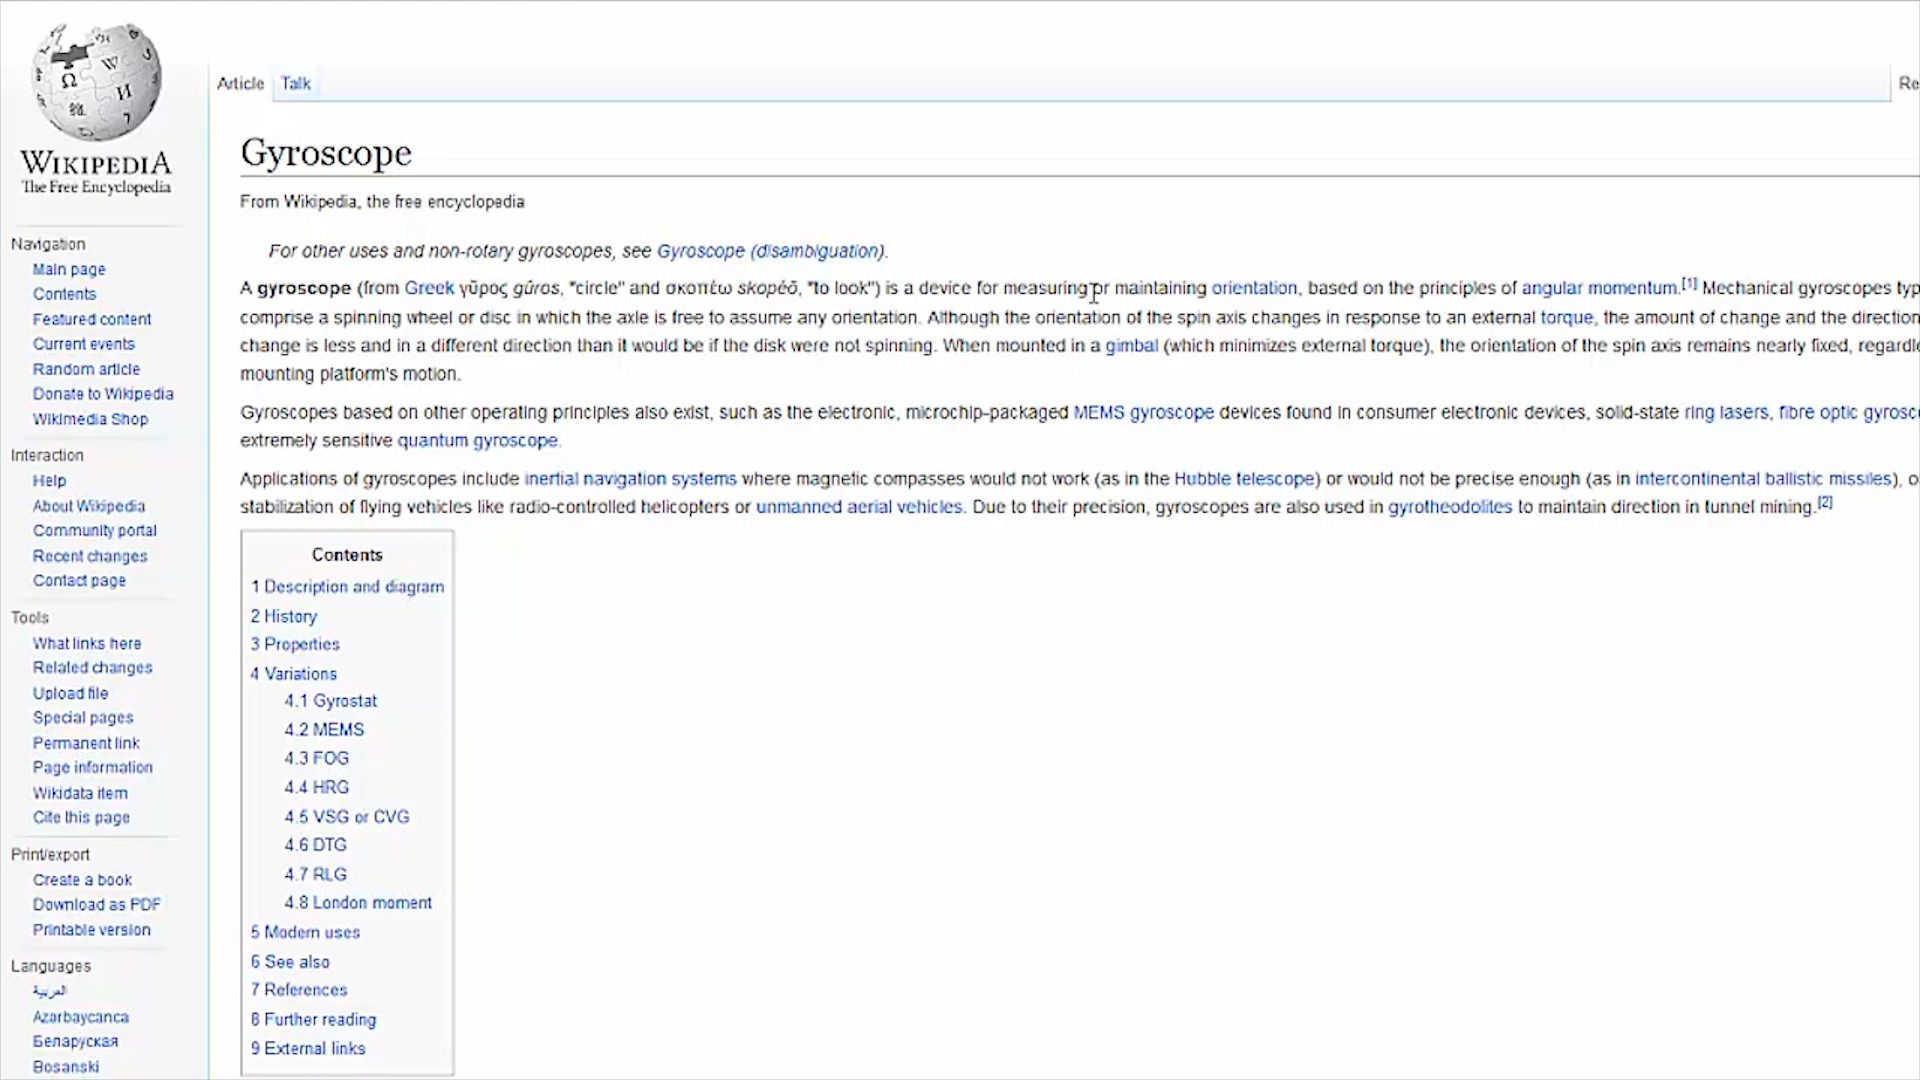 WIKIPEDIA
The Free Encyclopedia
Navigation
Main page
Contents
Featured content
Current events
Random article
Donate to Wikipedia
Wikimedia Shop
Interaction
Help
About Wikipedia
Community portal
Recent changes
Contact page
Tools
What links here
Related changes
Upload file
Special pages
Permanent link
Page information
Wikidata item
Cite this page
Print/export
Create a book
Download as PDF
Printable version
Languages
العربية
Azərbaycanca
Беларуская
Bosanski
Article Talk
Gyroscope
From Wikipedia, the free encyclopedia
For other uses and non-rotary gyroscopes, see Gyroscope (disambiguation).
A gyroscope (from Greek γῦρος gûros, "circle" and σκοπέω skopéō, "to look") is a device for measuring or maintaining orientation, based on the principles of angular momentum.[1] Mechanical gyroscopes typ
comprise a spinning wheel or disc in which the axle is free to assume any orientation. Although the orientation of the spin axis changes in response to an external torque, the amount of change and the direction
change is less and in a different direction than it would be if the disk were not spinning. When mounted in a gimbal (which minimizes external torque), the orientation of the spin axis remains nearly fixed, regardle
mounting platform's motion.
Gyroscopes based on other operating principles also exist, such as the electronic, microchip-packaged MEMS gyroscope devices found in consumer electronic devices, solid-state ring lasers, fibre optic gyrosc
extremely sensitive quantum gyroscope.
Applications of gyroscopes include inertial navigation systems where magnetic compasses would not work (as in the Hubble telescope) or would not be precise enough (as in intercontinental ballistic missiles), o
stabilization of flying vehicles like radio-controlled helicopters or unmanned aerial vehicles. Due to their precision, gyroscopes are also used in gyrotheodolites to maintain direction in tunnel mining.[2]
Contents
1 Description and diagram
2 History
3 Properties
4 Variations
4.1 Gyrostat
4.2 MEMS
4.3 FOG
4.4 HRG
4.5 VSG or CVG
4.6 DTG
4.7 RLG
4.8 London moment
5 Modern uses
6 See also
7 References
8 Further reading
9 External links
Re